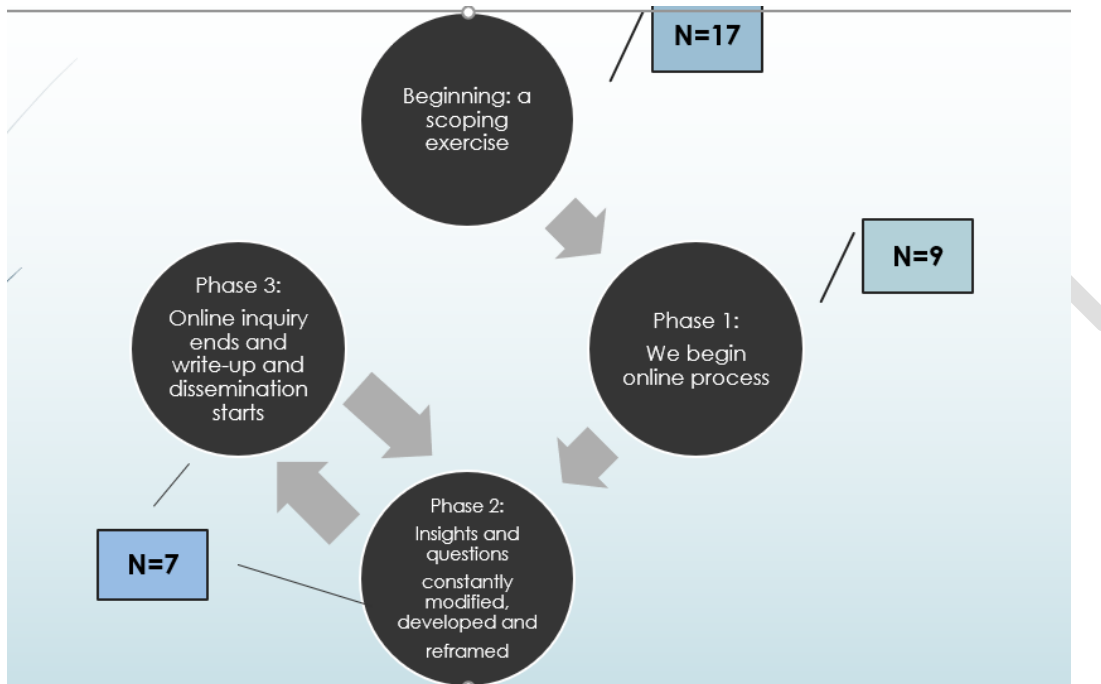 N=17
Beginning: a
scoping
exercise
N=9
Phase 1:
We begin
online process
Phase 3:
Online inquiry
ends and
write-up and
dissemination
starts
Phase 2:
Insights and
questions
constantly
modified,
developed and
reframed
N=7